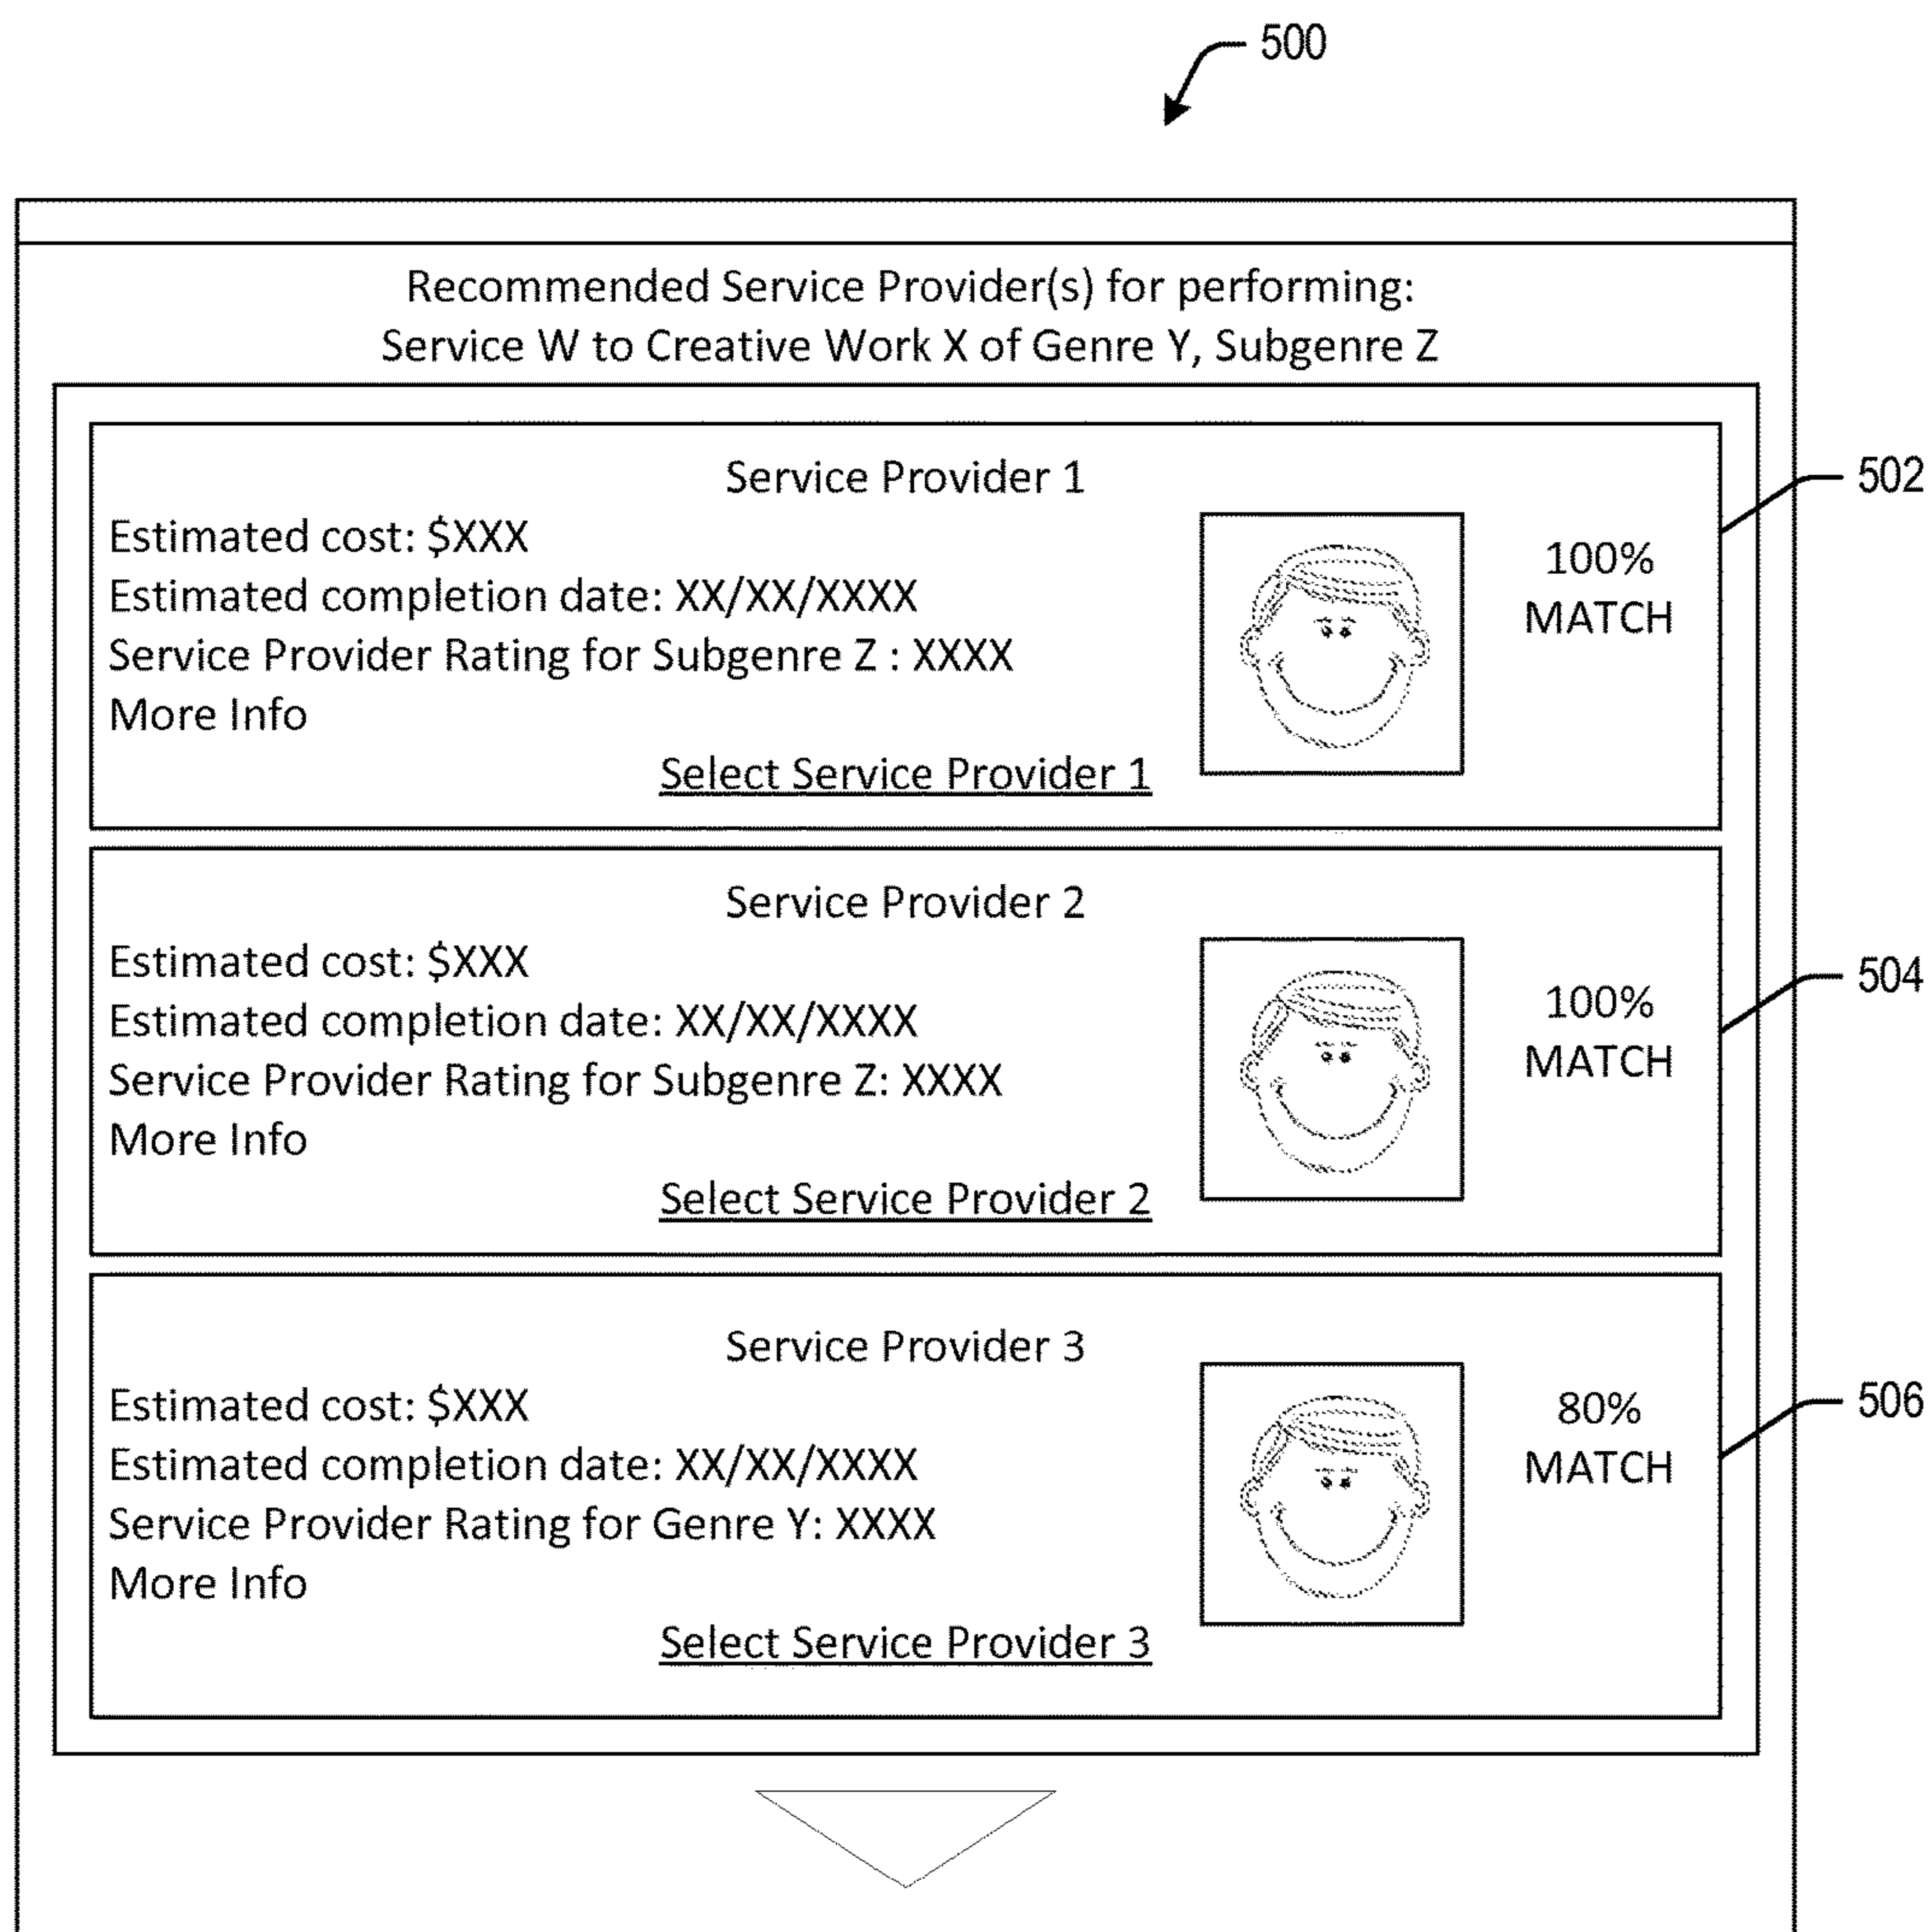 500
Recommended Service Provider(s) for performing:
Service W to Creative Work X of Genre Y, Subgenre Z
Service Provider 1
Estimated cost: $XXX
Estimated completion date: XX/XX/XXXX
Service Provider Rating for Subgenre Z : XXXX
More Info
Select Service Provider 1
100%
MATCH
502
Service Provider 2
Estimated cost: $XXX
Estimated completion date: XX/XX/XXXX
Service Provider Rating for Subgenre Z: XXXX
More Info
Select Service Provider 2
100%
MATCH
504
Service Provider 3
Estimated cost: $XXX
Estimated completion date: XX/XX/XXXX
Service Provider Rating for Genre Y: XXXX
More Info
Select Service Provider 3
80%
MATCH
506